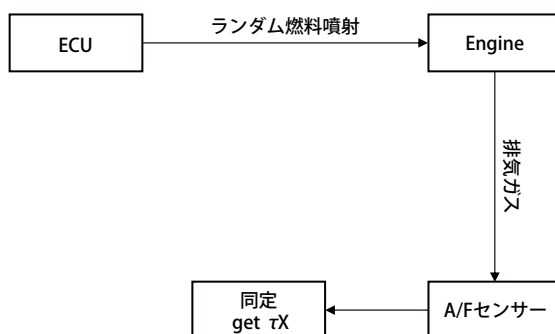 ECU
ランダム燃料噴射
Engine
排気ガス
A/Fセンサー
同定
get τX